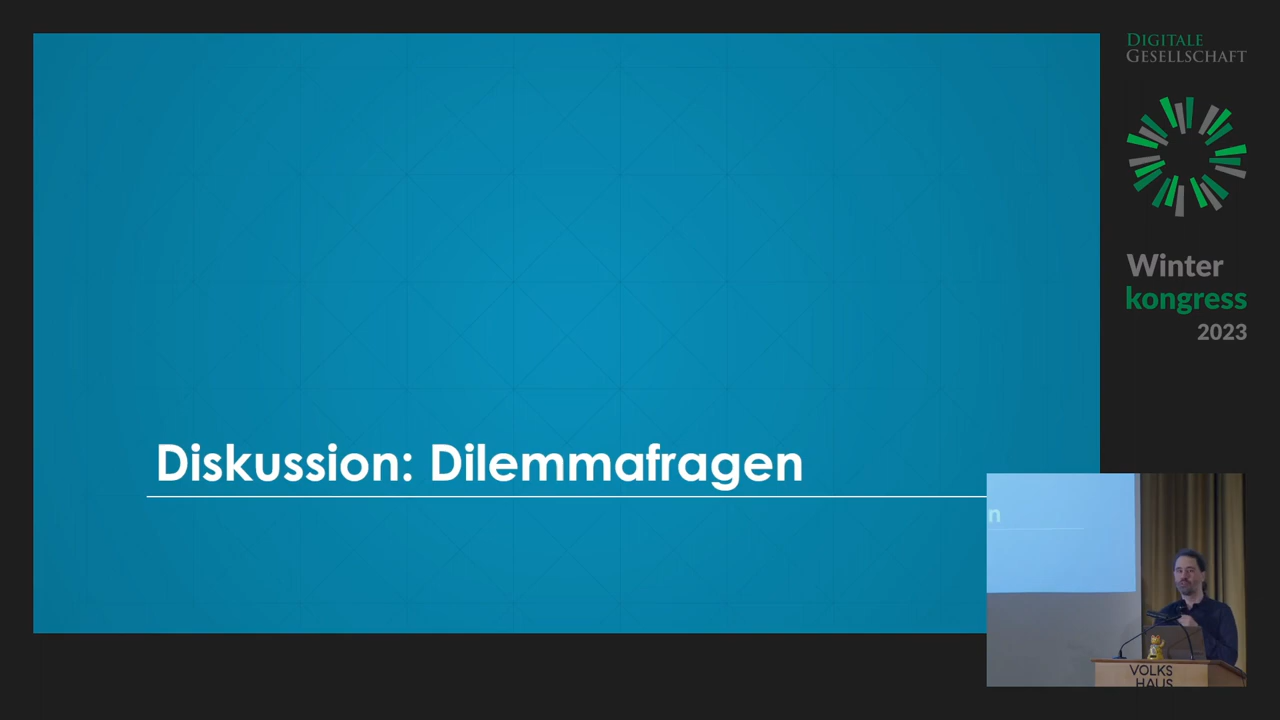 Diskussion: Dilemmafragen
DIGITALE
GESELLSCHAFT
Winter
kongress
2023
n
VOLKS
HAUS